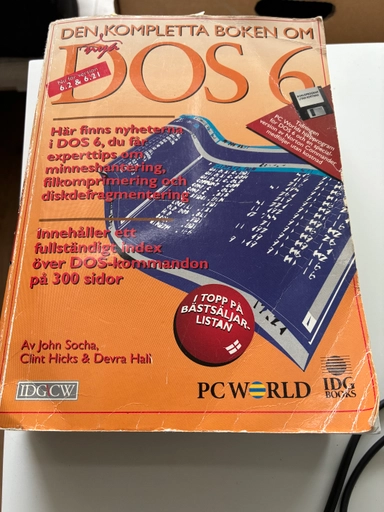 DEN KOMPLETTA BOKEN OM
nya
DOS 6
6.2 & 6.21
Här finns nyheterna
i DOS 6, du får
experttips om
minneshantering,
filkomprimering och
diskdefragmentering
Innehåller ett
fullständigt index
över DOS-kommandon
på 300 sidor
I TOPP PÅ
BÄSTSÄLJAR-
LISTAN
Av John Socha,
Clint Hicks & Devra Hall
IDG CW
PC WORLD
IDG
BOOKS